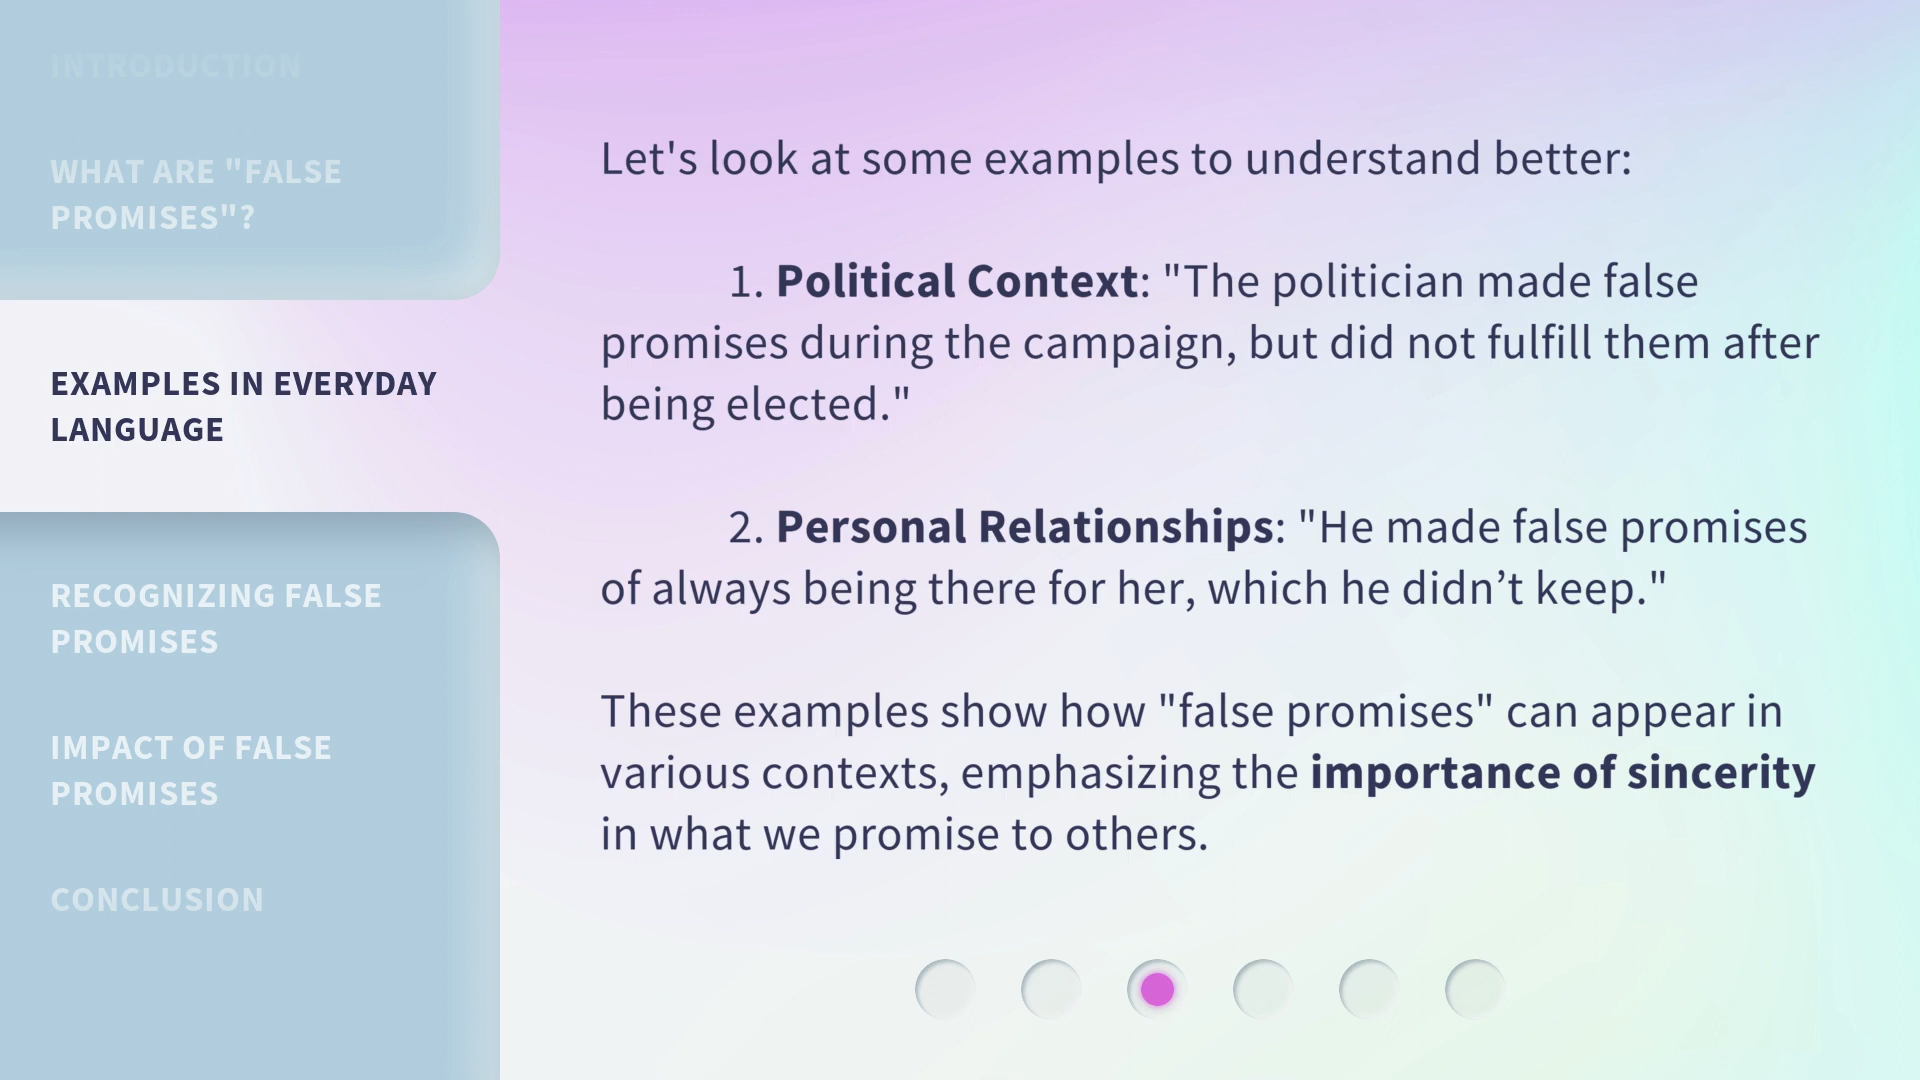 INTRODUCTION
WHAT ARE "FALSE
PROMISES"?
EXAMPLES IN EVERYDAY
LANGUAGE
RECOGNIZING FALSE
PROMISES
IMPACT OF FALSE
PROMISES
CONCLUSION
Let's look at some examples to understand better:
1. Political Context: "The politician made false
promises during the campaign, but did not fulfill them after
being elected."
2. Personal Relationships: "He made false promises
of always being there for her, which he didn’t keep."
These examples show how "false promises" can appear in
various contexts, emphasizing the importance of sincerity
in what we promise to others.